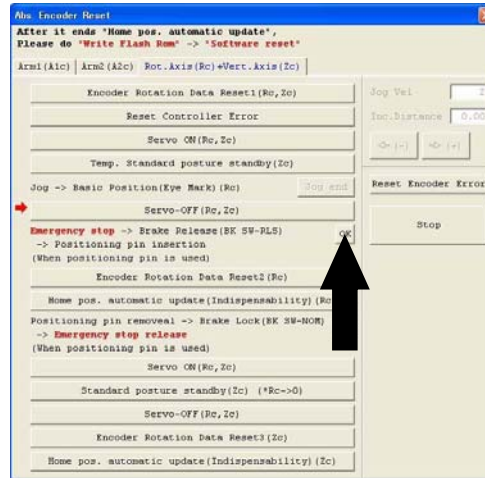 Abs. Encoder Reset
After it ends "Home pos. automatic update",
Please do "Write Flash Rom" -> "Software reset"
Arm1(A1c) Arm2(A2c) Rot.Axis(Rc)+Vert.Axis(Zc)
Encoder Rotation Data Reset1(Rc,Zc)
Reset Controller Error
Servo ON(Rc,Zc)
Temp. Standard posture standby(Zc)
Jog -> Basic Position(Eye Mark)(Rc) Jog end
Servo-OFF(Rc,Zc)
Emergency stop -> Brake Release(BK SW-RLS) OK
-> Positioning pin insertion
(When positioning pin is used)
Encoder Rotation Data Reset2(Rc)
Home pos. automatic update(Indispensability)(Rc
Positioning pin removeal -> Brake Lock(BK SW-NOM)
-> Emergency stop release
(When positioning pin is used)
Servo ON(Rc,Zc)
Standard posture standby(Zc) (*Rc->0)
Servo-OFF(Rc,Zc)
Encoder Rotation Data Reset3(Zc)
Home pos. automatic update(Indispensability)(Zc)
Jog Vel 2
Inc.Distance 0.00
(-) (+)
Reset Encoder Error
Stop